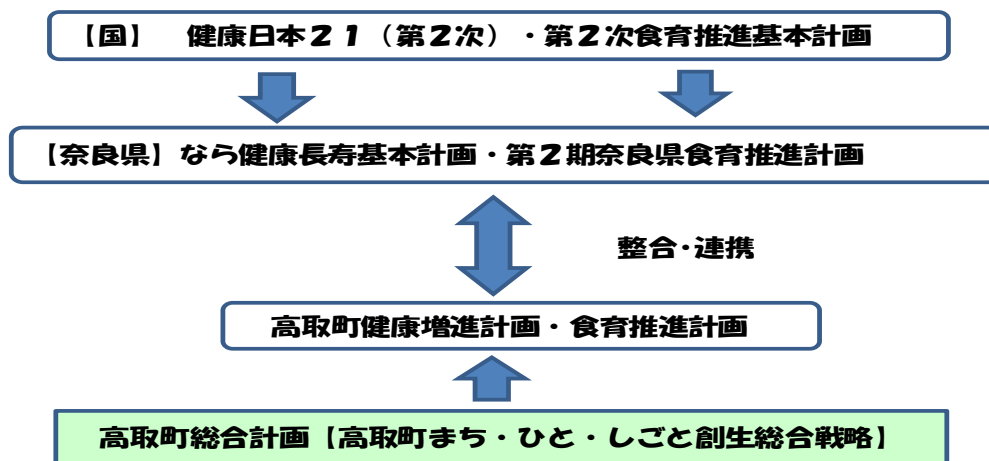 【国】　健康日本２１（第２次）・第２次食育推進基本計画
【奈良県】なら健康長寿基本計画・第２期奈良県食育推進計画
整合・連携
高取町健康増進計画・食育推進計画
高取町総合計画【高取町まち・ひと・しごと創生総合戦略】